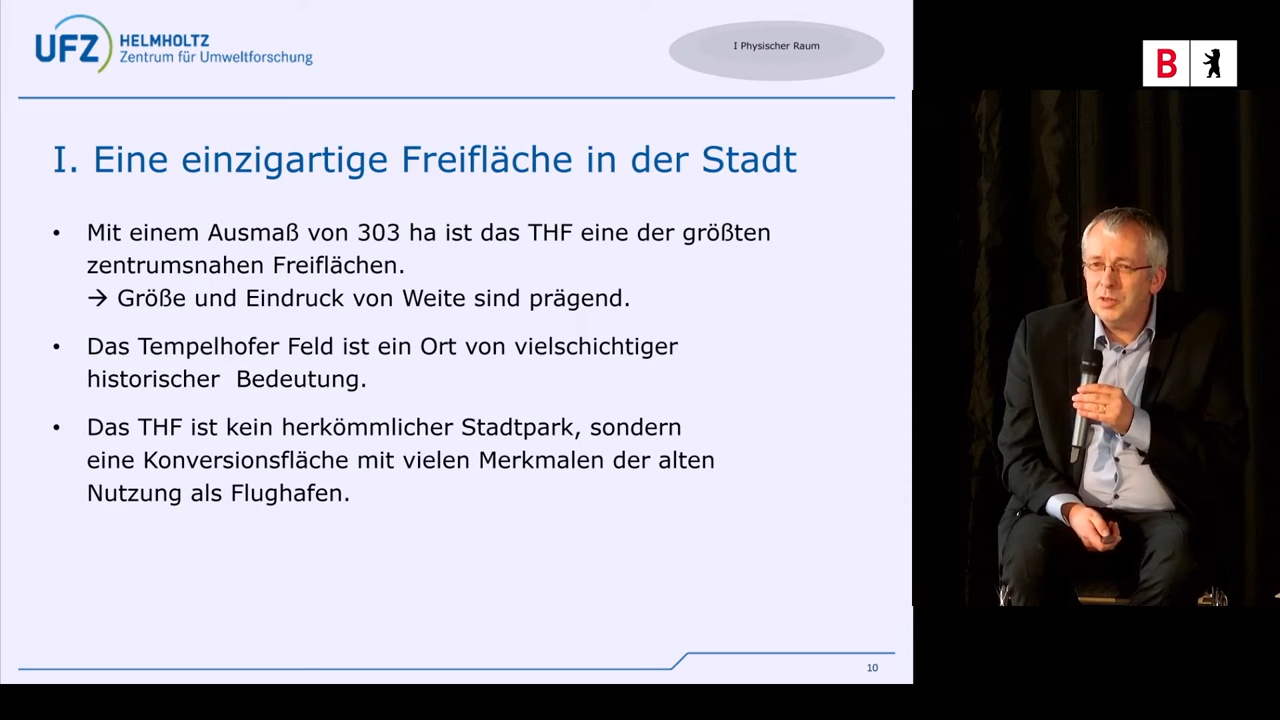 UFZ
HELMHOLTZ
Zentrum für Umweltforschung
I Physischer Raum
B
I. Eine einzigartige Freifläche in der Stadt
• Mit einem Ausmaß von 303 ha ist das THF eine der größten
zentrumsnahen Freiflächen.
→ Größe und Eindruck von Weite sind prägend.
• Das Tempelhofer Feld ist ein Ort von vielschichtiger
historischer  Bedeutung.
• Das THF ist kein herkömmlicher Stadtpark, sondern
eine Konversionsfläche mit vielen Merkmalen der alten
Nutzung als Flughafen.
10